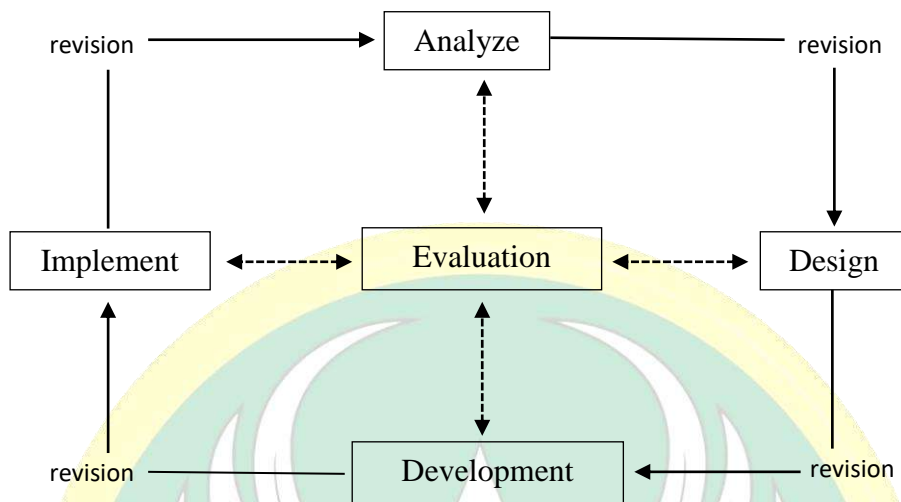 revision
Analyze
revision
Implement
Evaluation
Design
revision
Development
revision